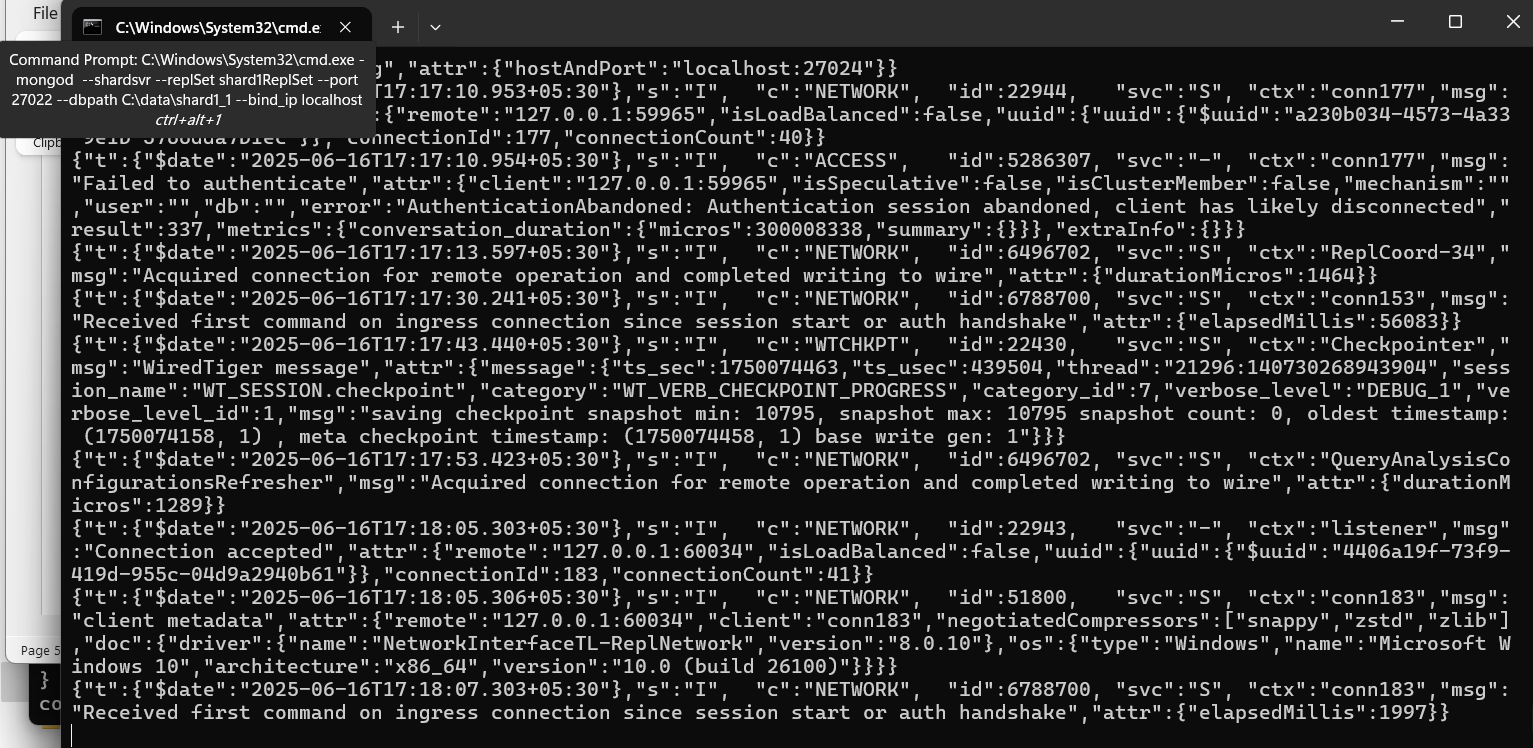 File
C:\Windows\System32\cmd.e
Command Prompt: C:\Windows\System32\cmd.exe -
mongod --shardsvr --replSet shard1ReplSet --port
27022 --dbpath C:\data\shard1_1 --bind_ip localhost
ctrl+alt+1
g","attr":{"hostAndPort":"localhost:27024"}}
17:17:10.953+05:30"},"s":"I", "c":"NETWORK", "id":22944, "svc":"S", "ctx":"conn177","msg":
:{"remote":"127.0.0.1:59965","isLoadBalanced":false,"uuid":{"uuid":{"$uuid":"a230b034-4573-4a33
connectionId":177,"connectionCount":40}}
{"t":{"$date":"2025-06-16T17:17:10.954+05:30"},"s":"I", "c":"ACCESS", "id":5286307, "svc":"-", "ctx":"conn177","msg":
"Failed to authenticate","attr":{"client":"127.0.0.1:59965","isSpeculative":false,"isClusterMember":false,"mechanism":""
,"user":"","db":"","error":"AuthenticationAbandoned: Authentication session abandoned, client has likely disconnected","
result":337,"metrics":{"conversation_duration":{"micros":300008338,"summary":{}}},"extraInfo":{}}}
{"t":{"$date":"2025-06-16T17:17:13.597+05:30"},"s":"I", "c":"NETWORK", "id":6496702, "svc":"S", "ctx":"ReplCoord-34","
msg":"Acquired connection for remote operation and completed writing to wire","attr":{"durationMicros":1464}}
{"t":{"$date":"2025-06-16T17:17:30.241+05:30"},"s":"I", "c":"NETWORK", "id":6788700, "svc":"S", "ctx":"conn153","msg":
"Received first command on ingress connection since session start or auth handshake","attr":{"elapsedMillis":56083}}
{"t":{"$date":"2025-06-16T17:17:43.440+05:30"},"s":"I", "c":"WTCHKPT", "id":22430, "svc":"S", "ctx":"Checkpointer","
msg":"WiredTiger message","attr":{"message":{"ts_sec":1750074463,"ts_usec":439504,"thread":"21296:140730268943904","sess
ion_name":"WT_SESSION.checkpoint","category":"WT_VERB_CHECKPOINT_PROGRESS","category_id":7,"verbose_level":"DEBUG_1","ve
rbose_level_id":1,"msg":"saving checkpoint snapshot min: 10795, snapshot max: 10795 snapshot count: 0, oldest timestamp:
(1750074158, 1) , meta checkpoint timestamp: (1750074458, 1) base write gen: 1"}}}
{"t":{"$date":"2025-06-16T17:17:53.423+05:30"},"s":"I", "c":"NETWORK", "id":6496702, "svc":"S", "ctx":"QueryAnalysisCo
nfigurationsRefresher","msg":"Acquired connection for remote operation and completed writing to wire","attr":{"durationM
icros":1289}}
{"t":{"$date":"2025-06-16T17:18:05.303+05:30"},"s":"I", "c":"NETWORK", "id":22943, "svc":"-", "ctx":"listener","msg"
:"Connection accepted","attr":{"remote":"127.0.0.1:60034","isLoadBalanced":false,"uuid":{"uuid":{"$uuid":"4406a19f-73f9-
419d-955c-04d9a2940b61"}},"connectionId":183,"connectionCount":41}}
{"t":{"$date":"2025-06-16T17:18:05.306+05:30"},"s":"I", "c":"NETWORK", "id":51800, "svc":"S", "ctx":"conn183","msg":
"client metadata","attr":{"remote":"127.0.0.1:60034","client":"conn183","negotiatedCompressors":["snappy","zstd","zlib"]
,"doc":{"driver":{"name":"NetworkInterfaceTL-ReplNetwork","version":"8.0.10"},"os":{"type":"Windows","name":"Microsoft W
indows 10","architecture":"x86_64","version":"10.0 (build 26100)"}}}}
{"t":{"$date":"2025-06-16T17:18:07.303+05:30"},"s":"I", "c":"NETWORK", "id":6788700, "svc":"S", "ctx":"conn183","msg":
"Received first command on ingress connection since session start or auth handshake","attr":{"elapsedMillis":1997}}
Clipb
Page 5
}
co